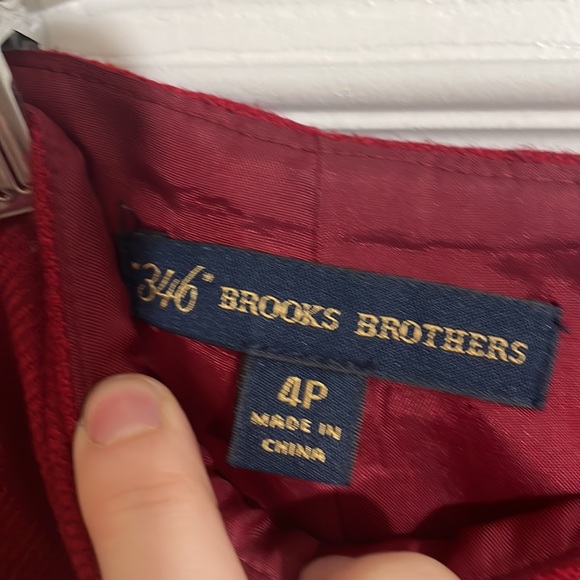 "346" BROOKS BROTHERS
4P
MADE IN
CHINA